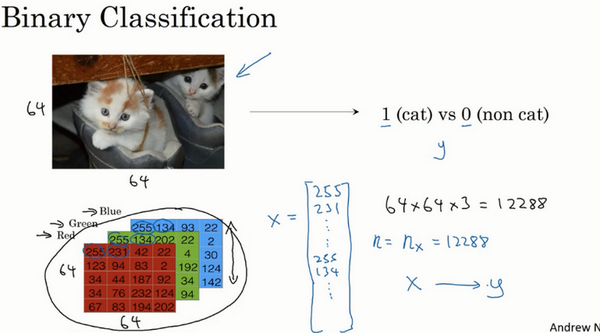 Binary Classification
64
64
1 (cat) vs 0 (non cat)
y
Blue
Green
Red
255 134 93 22
255 134 202 22 2
255 231 42 22 4 30
123 94 83 2 192 124
34 44 187 92 34 142
34 76 232 124 94
67 83 194 202
64
64
x =
255
231
⋮
255
134
⋮
64×64×3 = 12288
n = nₓ = 12288
x → y
Andrew N